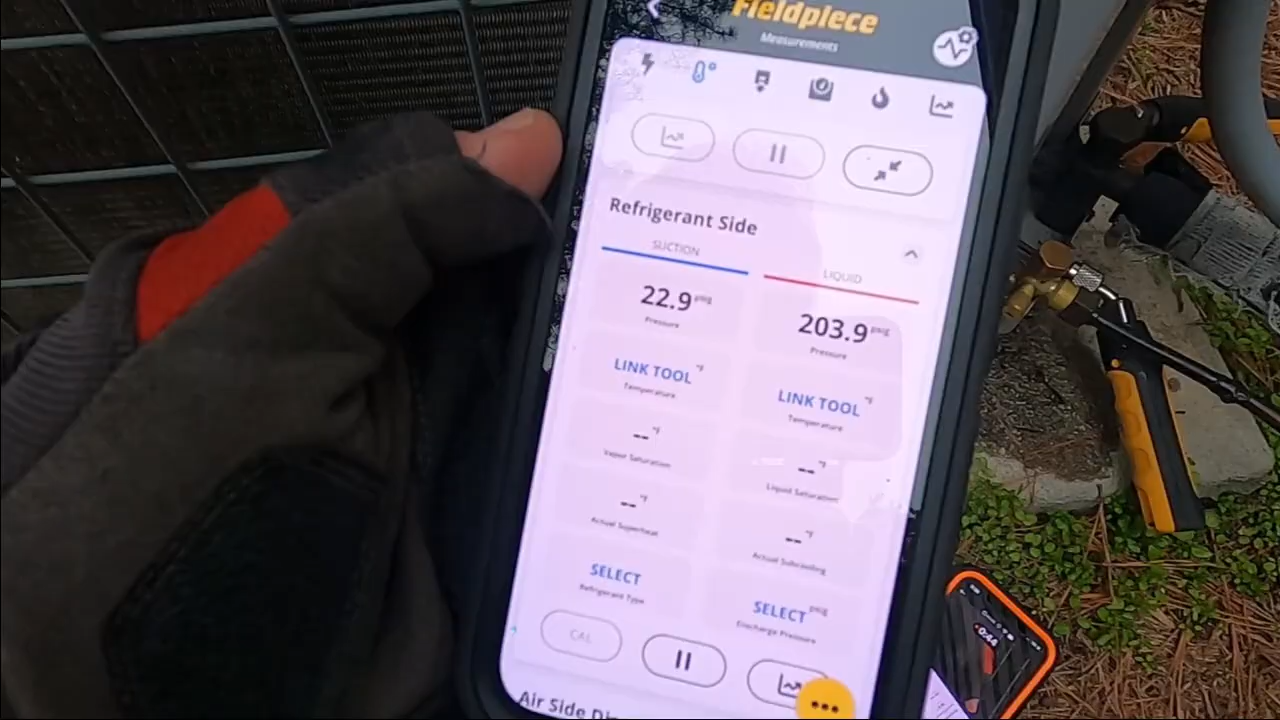 Fieldpiece
Measurements
Refrigerant Side
SUCTION
LIQUID
22.9 psig
Pressure
203.9 psig
Pressure
LINK TOOL °F
Temperature
LINK TOOL °F
Temperature
-- °F
Vapor Saturation
-- °F
Liquid Saturation
-- °F
Actual Superheat
-- °F
Actual Subcooling
SELECT
Refrigerant Type
SELECT psig
Discharge Pressure
CAL
Air Side